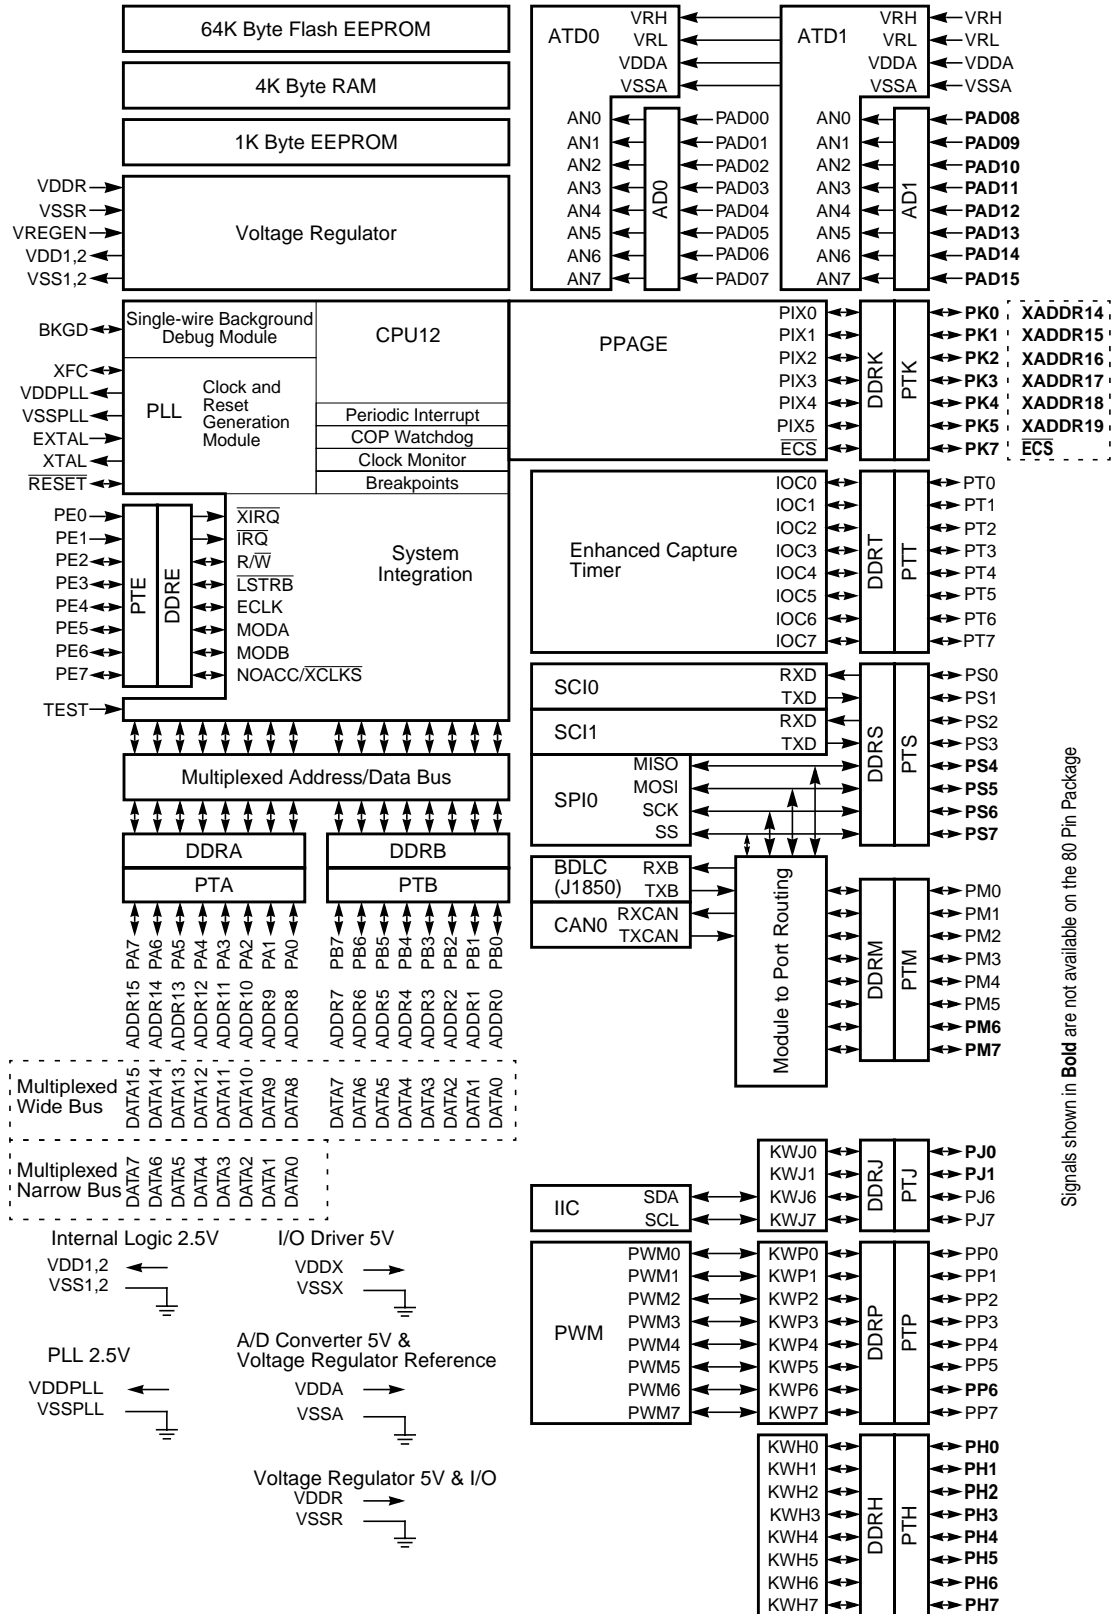 64K Byte Flash EEPROM
4K Byte RAM
1K Byte EEPROM
VDDR
VSSR
VREGEN
VDD1,2
VSS1,2
Voltage Regulator
ATD0
VRH
VRL
VDDA
VSSA
AN0
AN1
AN2
AN3
AN4
AN5
AN6
AN7
AD0
PAD00
PAD01
PAD02
PAD03
PAD04
PAD05
PAD06
PAD07
ATD1
VRH
VRL
VDDA
VSSA
VRH
VRL
VDDA
VSSA
AN0
AN1
AN2
AN3
AN4
AN5
AN6
AN7
AD1
PAD08
PAD09
PAD10
PAD11
PAD12
PAD13
PAD14
PAD15
BKGD
XFC
VDDPLL
VSSPLL
EXTAL
XTAL
RESET
Single-wire Background
Debug Module
CPU12
PLL
Clock and
Reset
Generation
Module
Periodic Interrupt
COP Watchdog
Clock Monitor
Breakpoints
PPAGE
PIX0
PIX1
PIX2
PIX3
PIX4
PIX5
ECS
DDRK
PTK
PK0 XADDR14
PK1 XADDR15
PK2 XADDR16
PK3 XADDR17
PK4 XADDR18
PK5 XADDR19
PK7 ECS
PE0
PE1
PE2
PE3
PE4
PE5
PE6
PE7
TEST
PTE
DDRE
XIRQ
IRQ
R/W
LSTRB
ECLK
MODA
MODB
NOACC/XCLKS
System
Integration
Enhanced Capture
Timer
IOC0
IOC1
IOC2
IOC3
IOC4
IOC5
IOC6
IOC7
DDRT
PTT
PT0
PT1
PT2
PT3
PT4
PT5
PT6
PT7
SCI0
RXD
TXD
SCI1
RXD
TXD
SPI0
MISO
MOSI
SCK
SS
DDRS
PTS
PS0
PS1
PS2
PS3
PS4
PS5
PS6
PS7
Multiplexed Address/Data Bus
DDRA
PTA
DDRB
PTB
PA7
PA6
PA5
PA4
PA3
PA2
PA1
PA0
PB7
PB6
PB5
PB4
PB3
PB2
PB1
PB0
ADDR15
ADDR14
ADDR13
ADDR12
ADDR11
ADDR10
ADDR9
ADDR8
ADDR7
ADDR6
ADDR5
ADDR4
ADDR3
ADDR2
ADDR1
ADDR0
Multiplexed
Wide Bus
DATA15
DATA14
DATA13
DATA12
DATA11
DATA10
DATA9
DATA8
DATA7
DATA6
DATA5
DATA4
DATA3
DATA2
DATA1
DATA0
Multiplexed
Narrow Bus
DATA7
DATA6
DATA5
DATA4
DATA3
DATA2
DATA1
DATA0
BDLC
(J1850)
RXB
TXB
CAN0
RXCAN
TXCAN
Module to Port Routing
DDRM
PTM
PM0
PM1
PM2
PM3
PM4
PM5
PM6
PM7
Signals shown in Bold are not available on the 80 Pin Package
IIC
SDA
SCL
KWJ0
KWJ1
KWJ6
KWJ7
DDRJ
PTJ
PJ0
PJ1
PJ6
PJ7
PWM
PWM0
PWM1
PWM2
PWM3
PWM4
PWM5
PWM6
PWM7
KWP0
KWP1
KWP2
KWP3
KWP4
KWP5
KWP6
KWP7
DDRP
PTP
PP0
PP1
PP2
PP3
PP4
PP5
PP6
PP7
KWH0
KWH1
KWH2
KWH3
KWH4
KWH5
KWH6
KWH7
DDRH
PTH
PH0
PH1
PH2
PH3
PH4
PH5
PH6
PH7
Internal Logic 2.5V
VDD1,2
VSS1,2
I/O Driver 5V
VDDX
VSSX
PLL 2.5V
VDDPLL
VSSPLL
A/D Converter 5V &
Voltage Regulator Reference
VDDA
VSSA
Voltage Regulator 5V & I/O
VDDR
VSSR